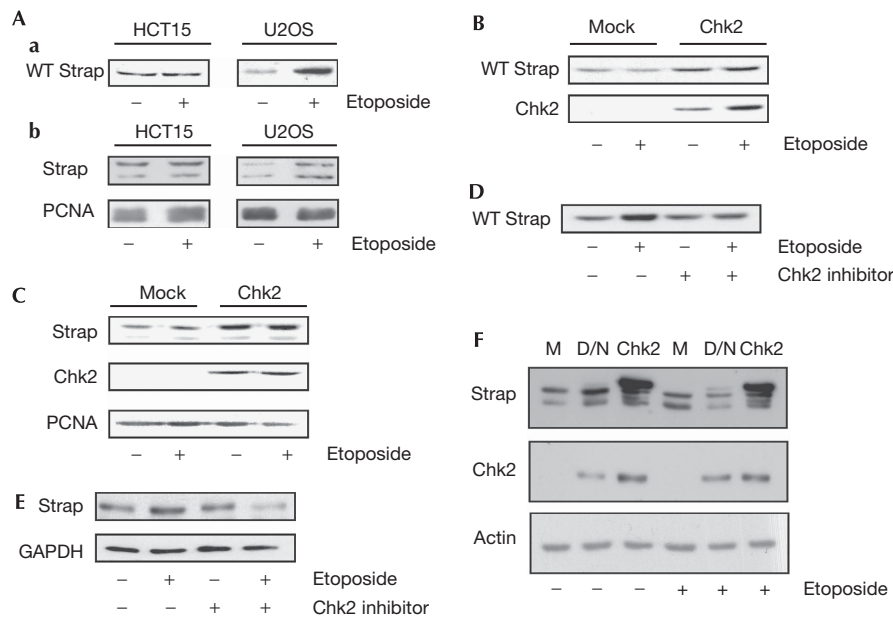 A
HCT15 U2OS
a
WT Strap
– + – + Etoposide
HCT15 U2OS
b
Strap
PCNA
– + – + Etoposide
B
Mock Chk2
WT Strap
Chk2
– + – + Etoposide
D
WT Strap
– + – + Etoposide
– – + + Chk2 inhibitor
C
Mock Chk2
Strap
Chk2
PCNA
– + – + Etoposide
E
Strap
GAPDH
– + – + Etoposide
– – + + Chk2 inhibitor
F
M D/N Chk2 M D/N Chk2
Strap
Chk2
Actin
– – – + + + Etoposide